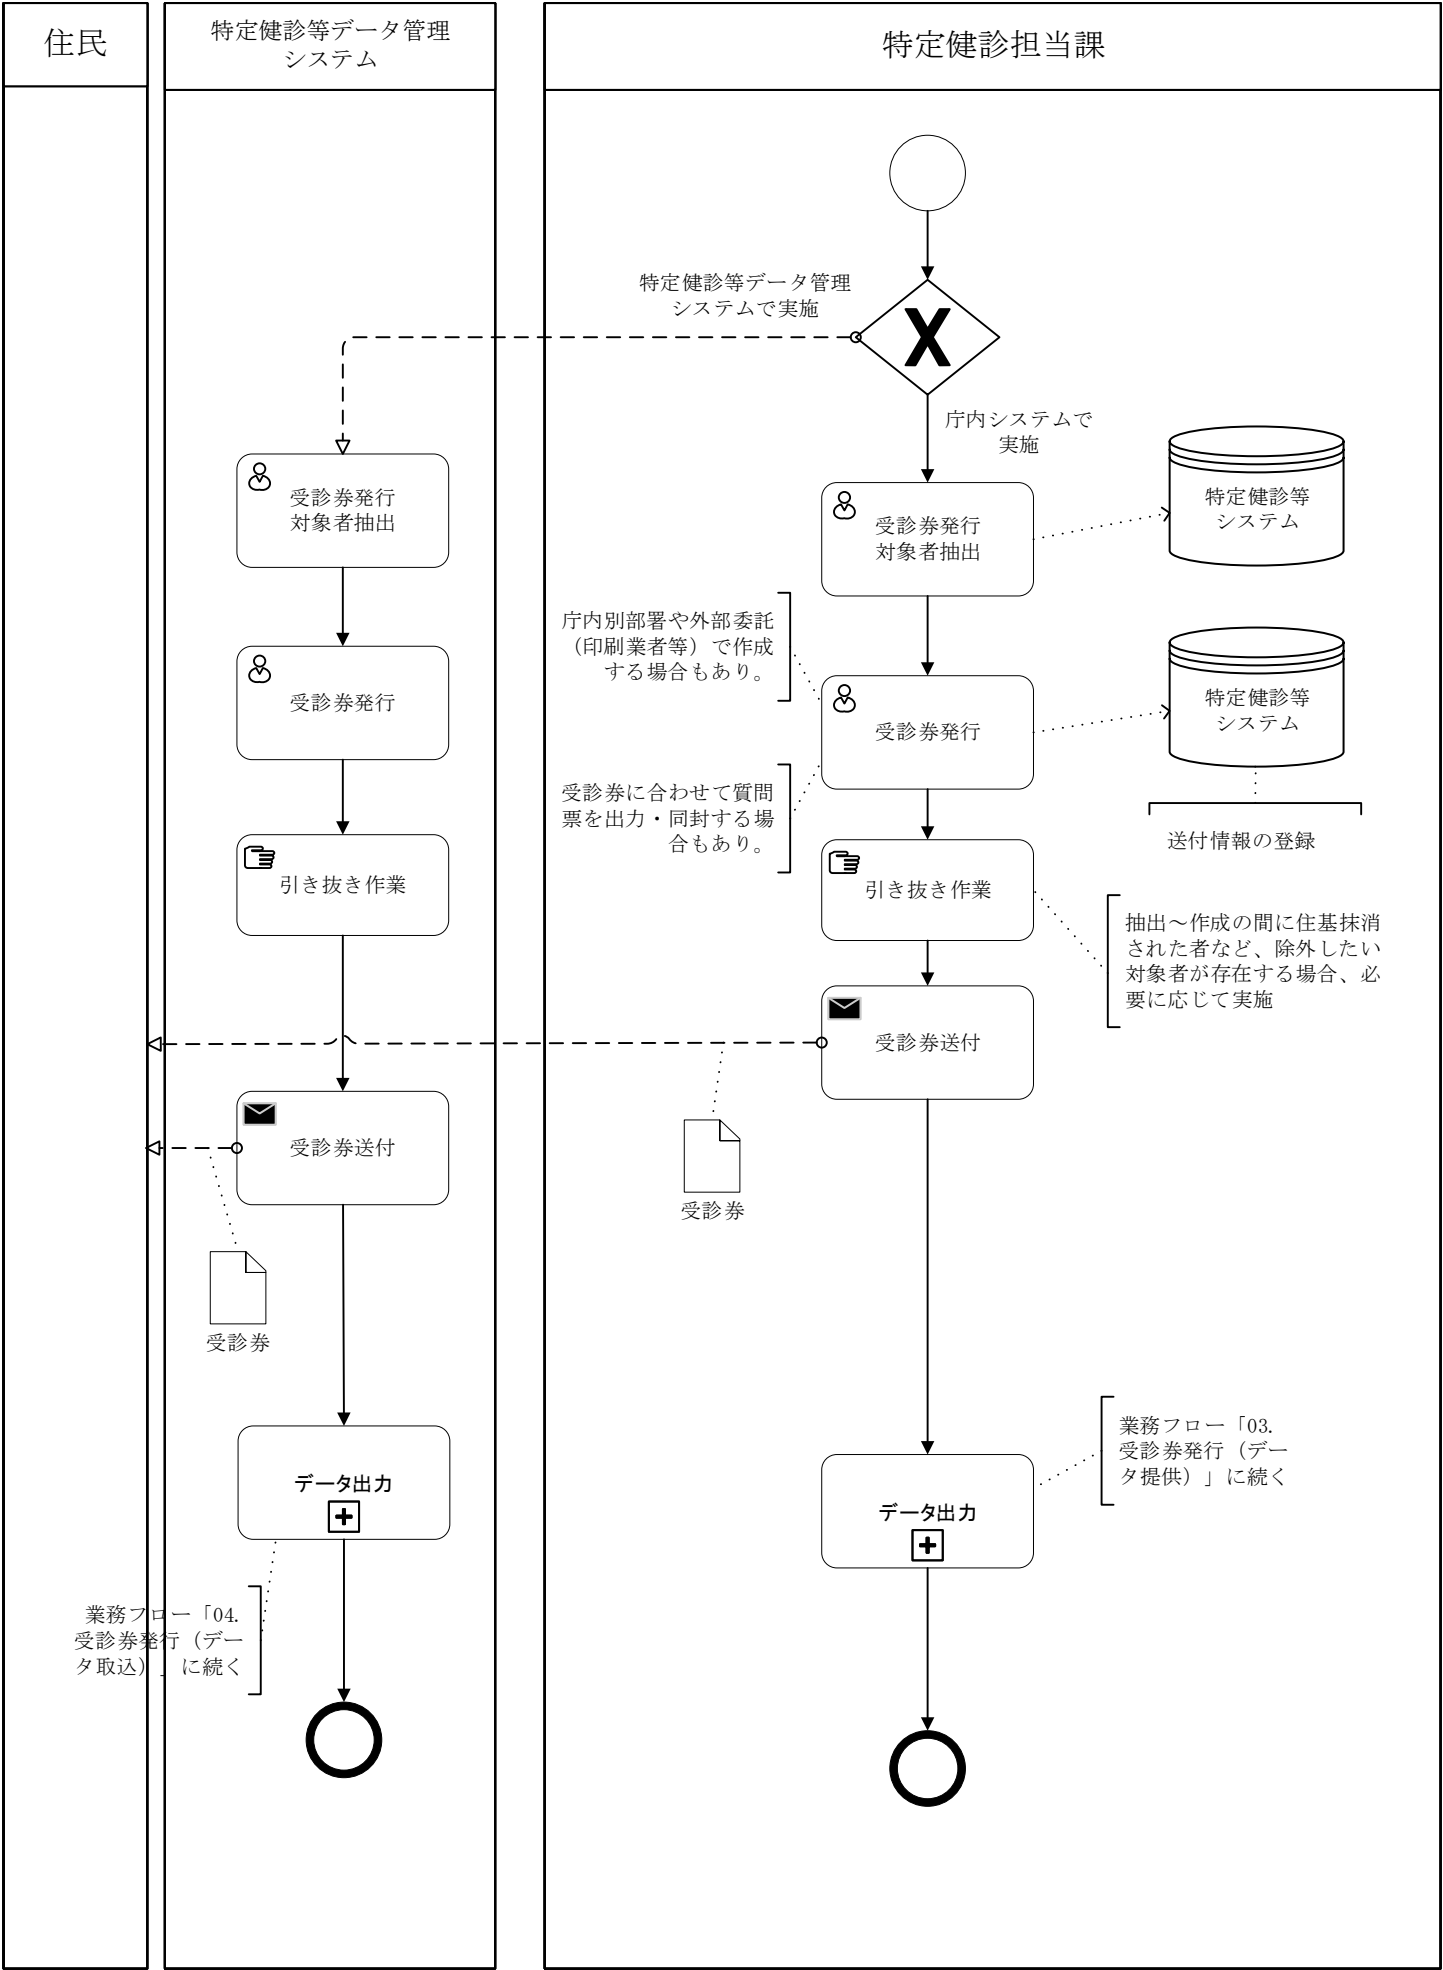 住民
特定健診等データ管理
システム
特定健診担当課
特定健診等データ管理
システムで実施
X
庁内システムで
実施
受診券発行
対象者抽出
受診券発行
対象者抽出
特定健診等
システム
庁内別部署や外部委託
（印刷業者等）で作成
する場合もあり。
受診券発行
受診券発行
特定健診等
システム
受診券に合わせて質問
票を出力・同封する場
合もあり。
送付情報の登録
引き抜き作業
引き抜き作業
抽出～作成の間に住基抹消
された者など、除外したい
対象者が存在する場合、必
要に応じて実施
受診券送付
受診券送付
受診券
受診券
業務フロー「03.
受診券発行（デー
タ提供）」に続く
データ出力
データ出力
業務フロー「04.
受診券発行（デー
タ取込）」に続く